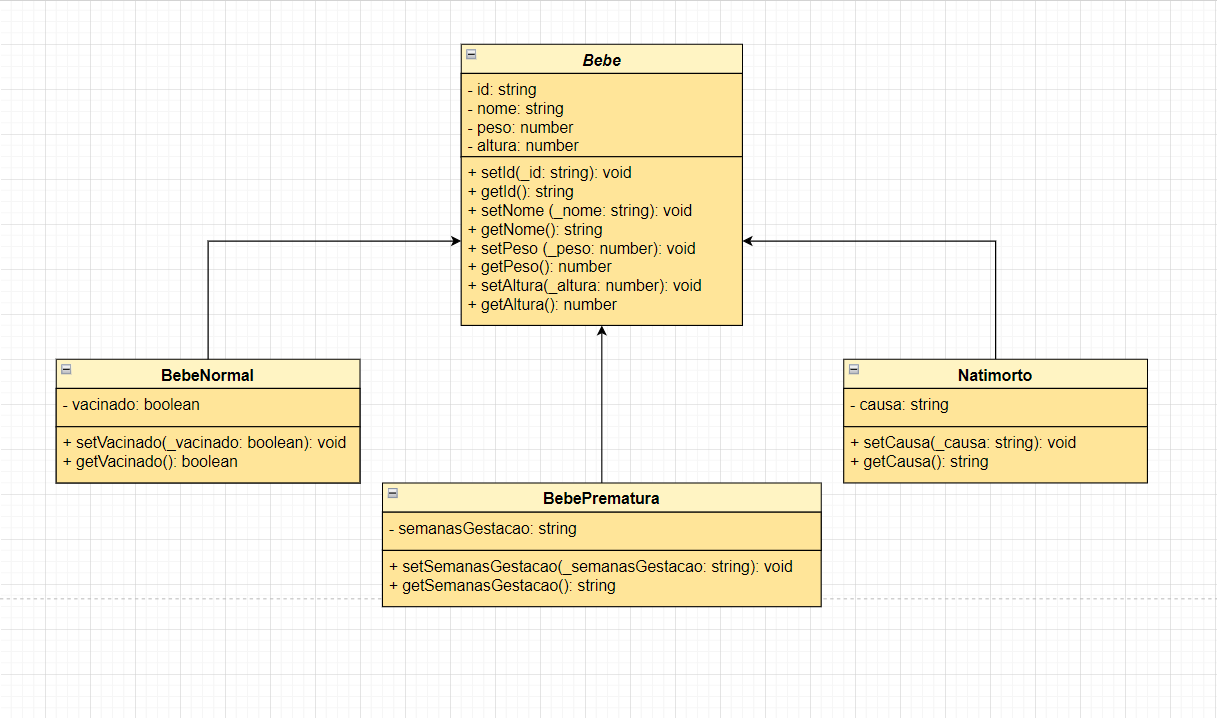 Bebe
- id: string
- nome: string
- peso: number
- altura: number
+ setId(_id: string): void
+ getId(): string
+ setNome (_nome: string): void
+ getNome(): string
+ setPeso (_peso: number): void
+ getPeso(): number
+ setAltura(_altura: number): void
+ getAltura(): number
BebeNormal
- vacinado: boolean
+ setVacinado(_vacinado: boolean): void
+ getVacinado(): boolean
Natimorto
- causa: string
+ setCausa(_causa: string): void
+ getCausa(): string
BebePrematura
- semanasGestacao: string
+ setSemanasGestacao(_semanasGestacao: string): void
+ getSemanasGestacao(): string